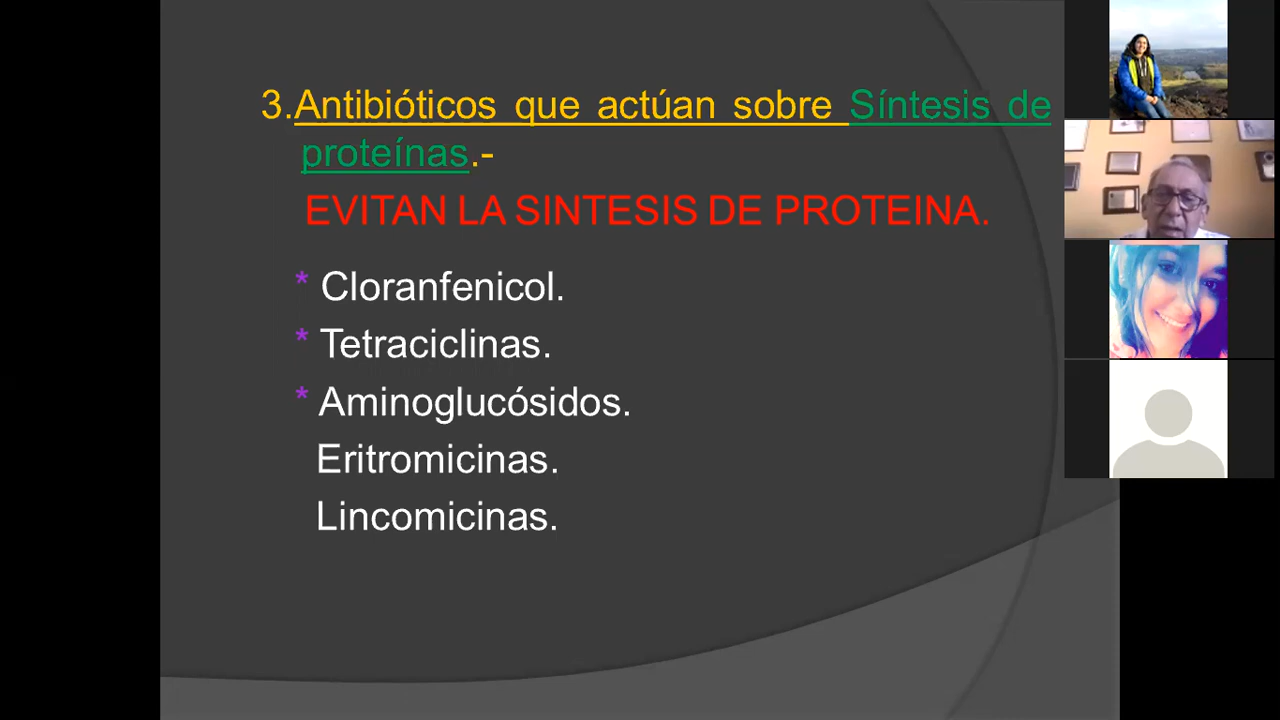 3.Antibióticos que actúan sobre Síntesis de
proteínas.-
EVITAN LA SINTESIS DE PROTEINA.
* Cloranfenicol.
* Tetraciclinas.
* Aminoglucósidos.
Eritromicinas.
Lincomicinas.